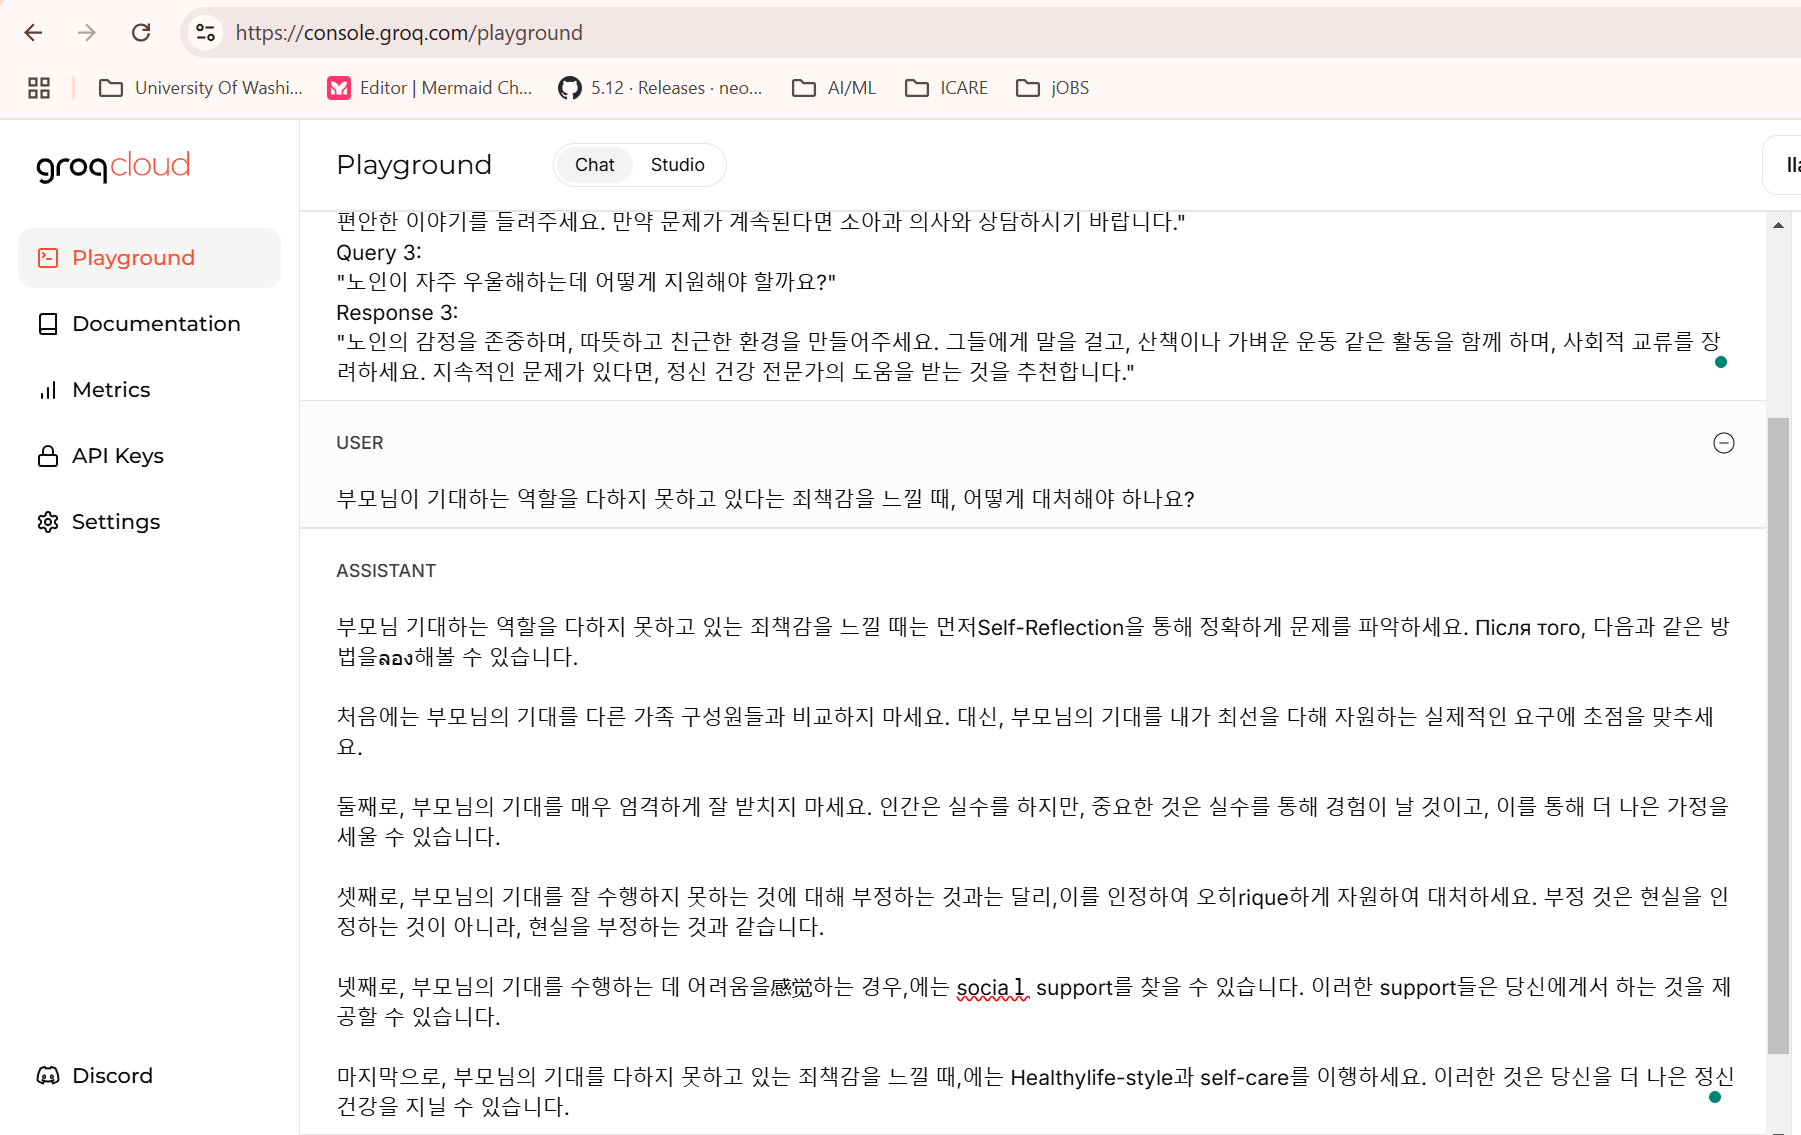 https://console.groq.com/playground
University Of Washi...
Editor | Mermaid Ch...
5.12 · Releases · neo...
AI/ML
ICARE
jOBS
groqcloud
Playground
Chat
Studio
lla
Playground
Documentation
Metrics
API Keys
Settings
Discord
편안한 이야기를 들려주세요. 만약 문제가 계속된다면 소아과 의사와 상담하시기 바랍니다."
Query 3:
"노인이 자주 우울해하는데 어떻게 지원해야 할까요?"
Response 3:
"노인의 감정을 존중하며, 따뜻하고 친근한 환경을 만들어주세요. 그들에게 말을 걸고, 산책이나 가벼운 운동 같은 활동을 함께 하며, 사회적 교류를 장
려하세요. 지속적인 문제가 있다면, 정신 건강 전문가의 도움을 받는 것을 추천합니다."
USER
부모님이 기대하는 역할을 다하지 못하고 있다는 죄책감을 느낄 때, 어떻게 대처해야 하나요?
ASSISTANT
부모님 기대하는 역할을 다하지 못하고 있는 죄책감을 느낄 때는 먼저Self-Reflection을 통해 정확하게 문제를 파악하세요. Після того, 다음과 같은 방
법을ลอง해볼 수 있습니다.
처음에는 부모님의 기대를 다른 가족 구성원들과 비교하지 마세요. 대신, 부모님의 기대를 내가 최선을 다해 자원하는 실제적인 요구에 초점을 맞추세
요.
둘째로, 부모님의 기대를 매우 엄격하게 잘 받치지 마세요. 인간은 실수를 하지만, 중요한 것은 실수를 통해 경험이 날 것이고, 이를 통해 더 나은 가정을
세울 수 있습니다.
셋째로, 부모님의 기대를 잘 수행하지 못하는 것에 대해 부정하는 것과는 달리,이를 인정하여 오히rique하게 자원하여 대처하세요. 부정 것은 현실을 인
정하는 것이 아니라, 현실을 부정하는 것과 같습니다.
넷째로, 부모님의 기대를 수행하는 데 어려움을感觉하는 경우,에는 social support를 찾을 수 있습니다. 이러한 support들은 당신에게서 하는 것을 제
공할 수 있습니다.
마지막으로, 부모님의 기대를 다하지 못하고 있는 죄책감을 느낄 때,에는 Healthylife-style과 self-care를 이행하세요. 이러한 것은 당신을 더 나은 정신
건강을 지닐 수 있습니다.